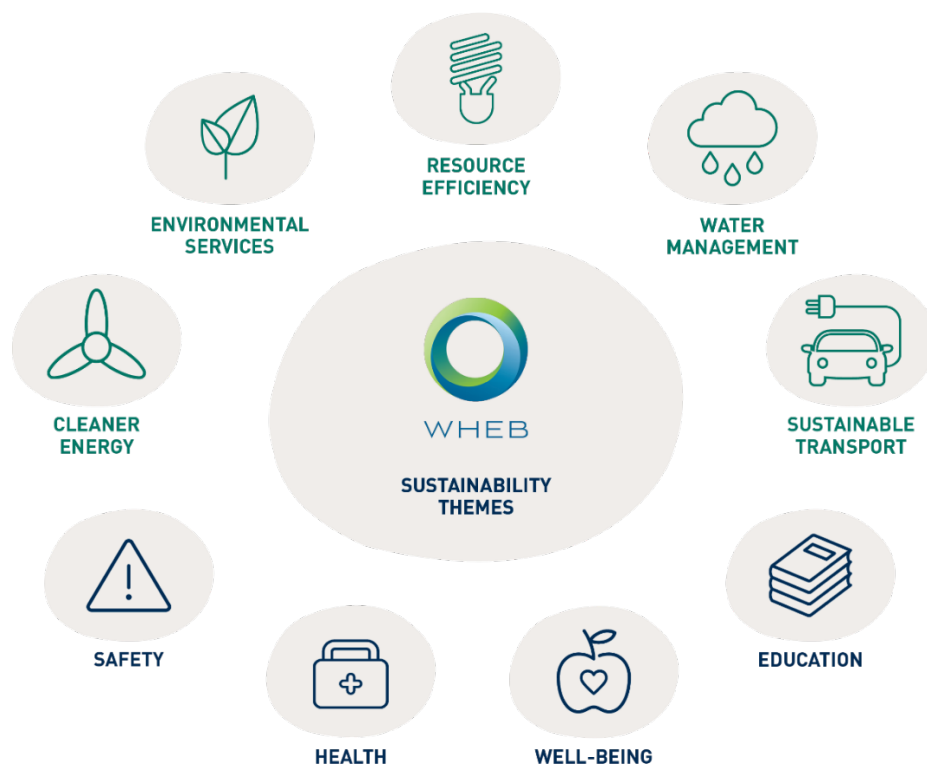 RESOURCE
EFFICIENCY
ENVIRONMENTAL
SERVICES
WATER
MANAGEMENT
CLEANER
ENERGY
WHEB
SUSTAINABILITY
THEMES
SUSTAINABLE
TRANSPORT
SAFETY
EDUCATION
HEALTH
WELL-BEING